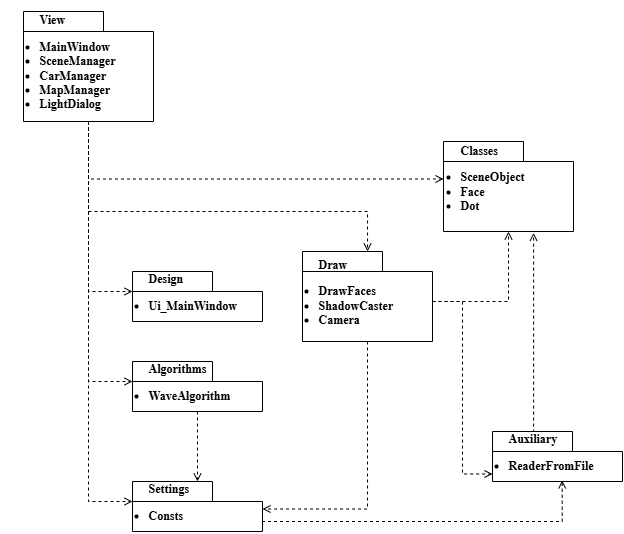 View
• MainWindow
• SceneManager
• CarManager
• MapManager
• LightDialog
Classes
• SceneObject
• Face
• Dot
Draw
• DrawFaces
• ShadowCaster
• Camera
Design
• Ui_MainWindow
Algorithms
• WaveAlgorithm
Auxiliary
• ReaderFromFile
Settings
• Consts